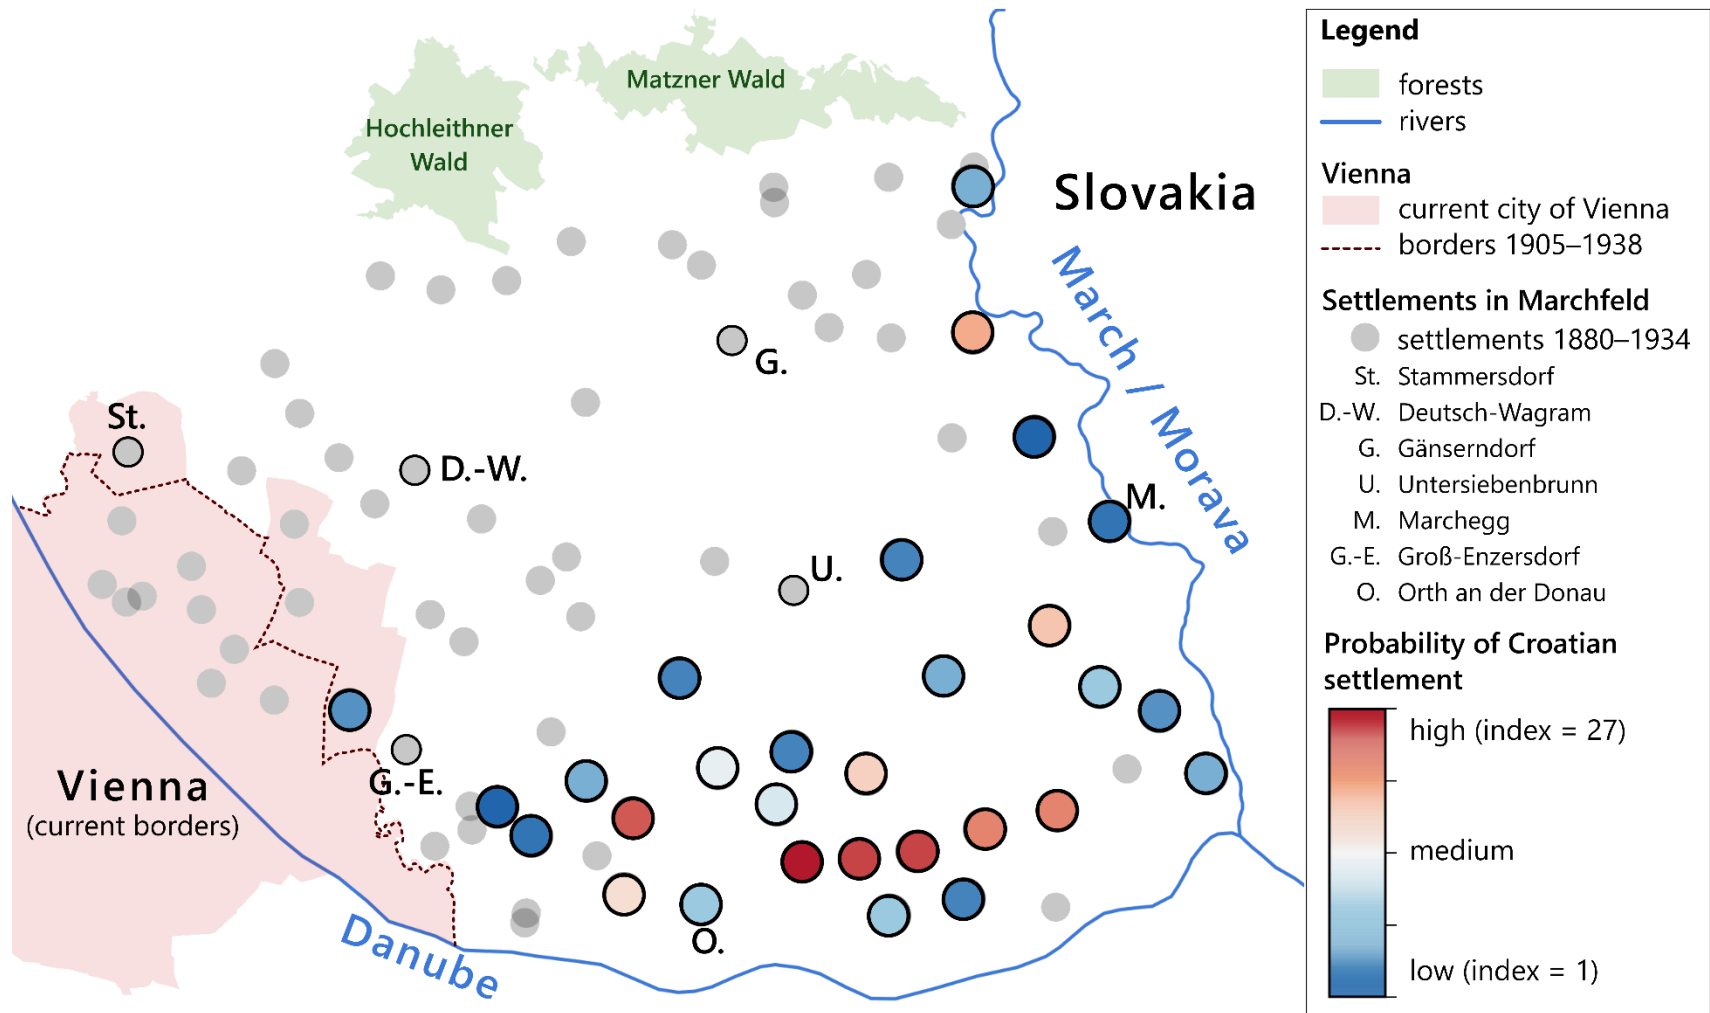 Hochleithner
Wald
Matzner Wald
Slovakia
March / Morava
G.
St.
D.-W.
M.
U.
G.-E.
Vienna
(current borders)
O.
Danube
Legend
forests
rivers
Vienna
current city of Vienna
borders 1905–1938
Settlements in Marchfeld
settlements 1880–1934
St. Stammersdorf
D.-W. Deutsch-Wagram
G. Gänserndorf
U. Untersiebenbrunn
M. Marchegg
G.-E. Groß-Enzersdorf
O. Orth an der Donau
Probability of Croatian
settlement
high (index = 27)
medium
low (index = 1)